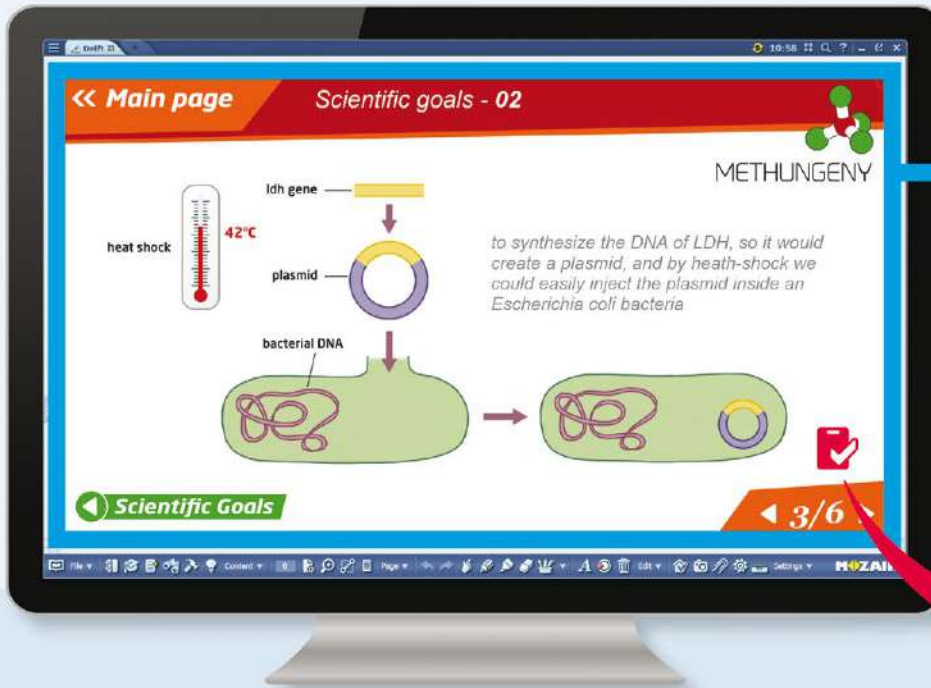 Delft
10:58
<< Main page
Scientific goals - 02
METHUNGENY
ldh gene
heat shock
42°C
plasmid
to synthesize the DNA of LDH, so it would
create a plasmid, and by heath-shock we
could easily inject the plasmid inside an
Escherichia coli bacteria
bacterial DNA
Scientific Goals
3/6
File
Content
0
Page
A
Edit
Settings